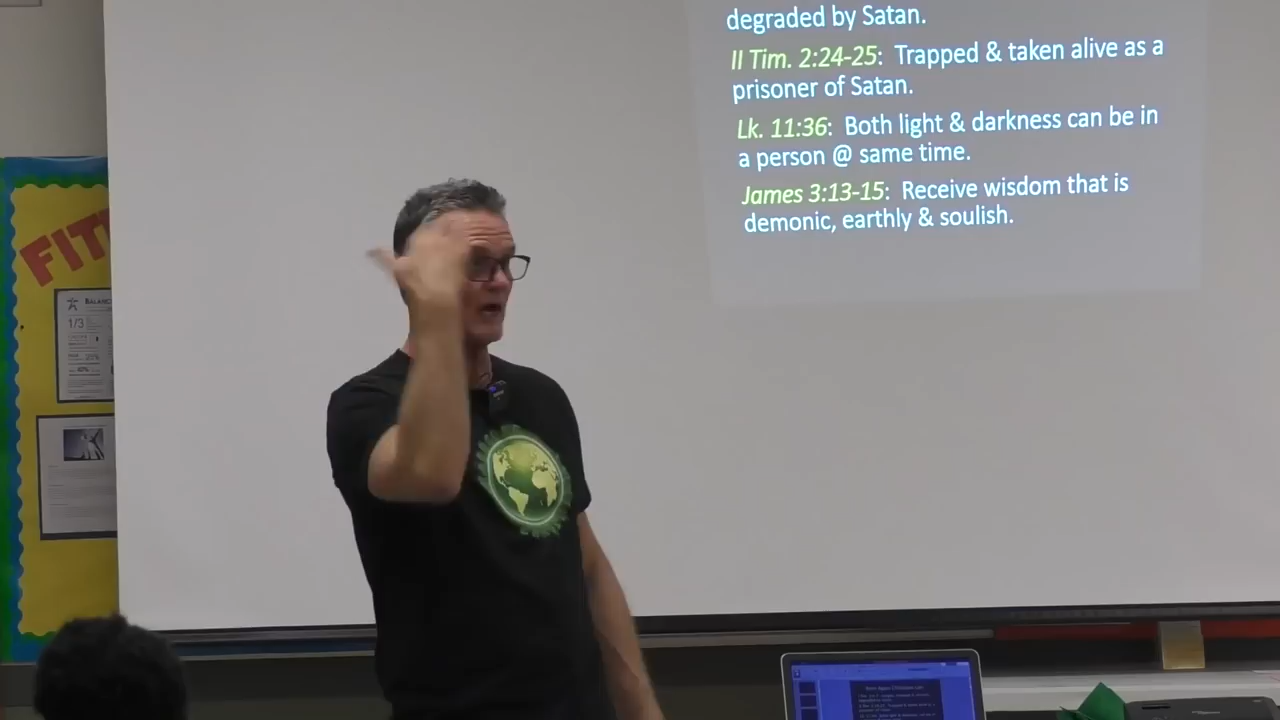 degraded by Satan.
II Tim. 2:24-25: Trapped & taken alive as a
prisoner of Satan.
Lk. 11:36: Both light & darkness can be in
a person @ same time.
James 3:13-15: Receive wisdom that is
demonic, earthly & soulish.
FIT
1/3